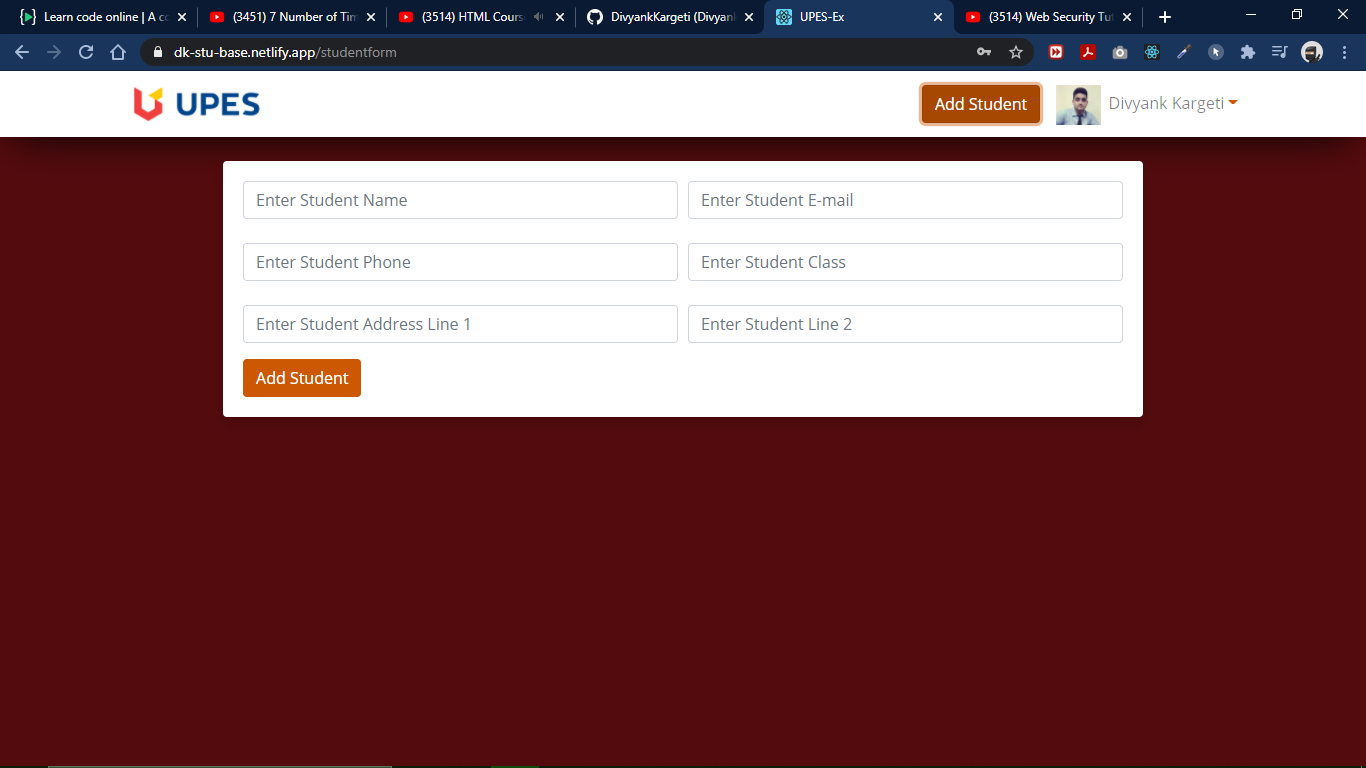 Learn code online | A co
(3451) 7 Number of Tim
(3514) HTML Cours
DivyankKargeti (Divyank
UPES-Ex
(3514) Web Security Tut
dk-stu-base.netlify.app/studentform
UPES
Add Student
Divyank Kargeti
Enter Student Name
Enter Student E-mail
Enter Student Phone
Enter Student Class
Enter Student Address Line 1
Enter Student Line 2
Add Student